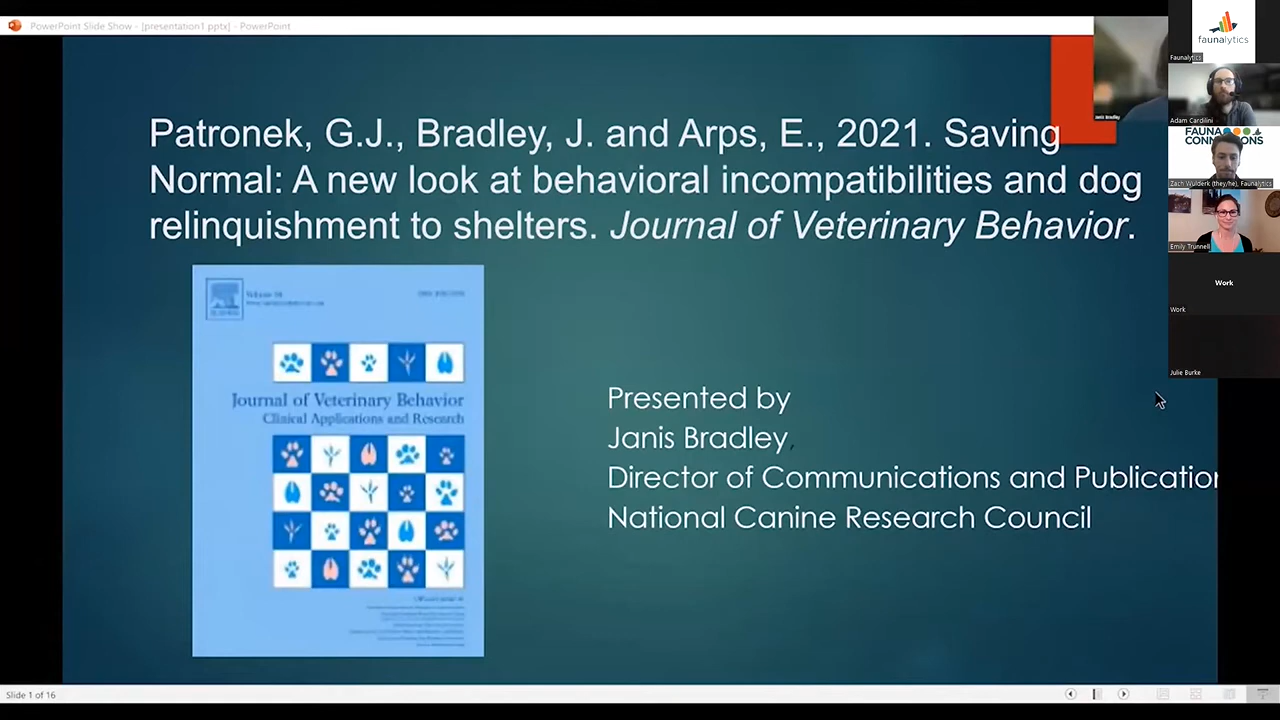 PowerPoint Slide Show - [presentation1.pptx] - PowerPoint
Patronek, G.J., Bradley, J. and Arps, E., 2021. Saving
Normal: A new look at behavioral incompatibilities and dog
relinquishment to shelters. Journal of Veterinary Behavior.
Journal of Veterinary Behavior
Clinical Applications and Research
Presented by
Janis Bradley,
Director of Communications and Publication
National Canine Research Council
Janis Bradley
faunalytics
Faunalytics
Adam Cardilini
FAUNA
CONNECTIONS
Zach Wulderk (they/he), Faunalytics
Emily Trunnell
Work
Work
Julie Burke
Slide 1 of 16